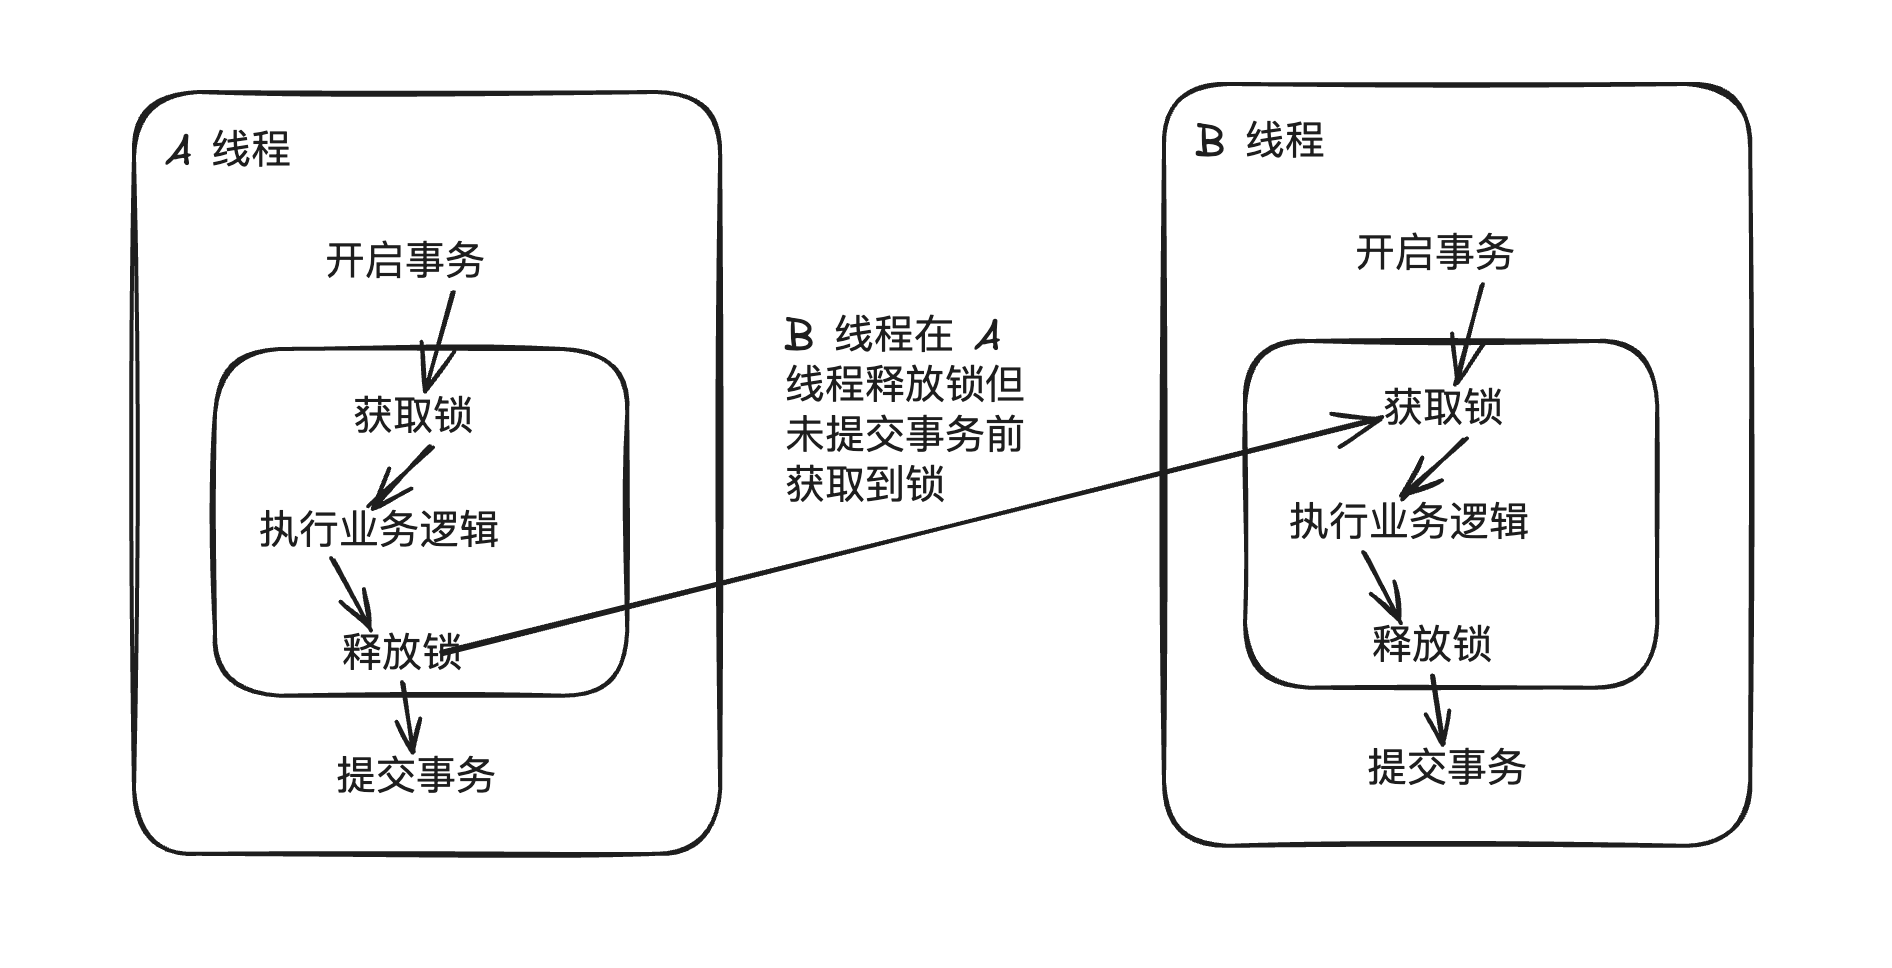 A 线程
开启事务
获取锁
执行业务逻辑
释放锁
提交事务
B 线程在 A
线程释放锁但
未提交事务前
获取到锁
B 线程
开启事务
获取锁
执行业务逻辑
释放锁
提交事务